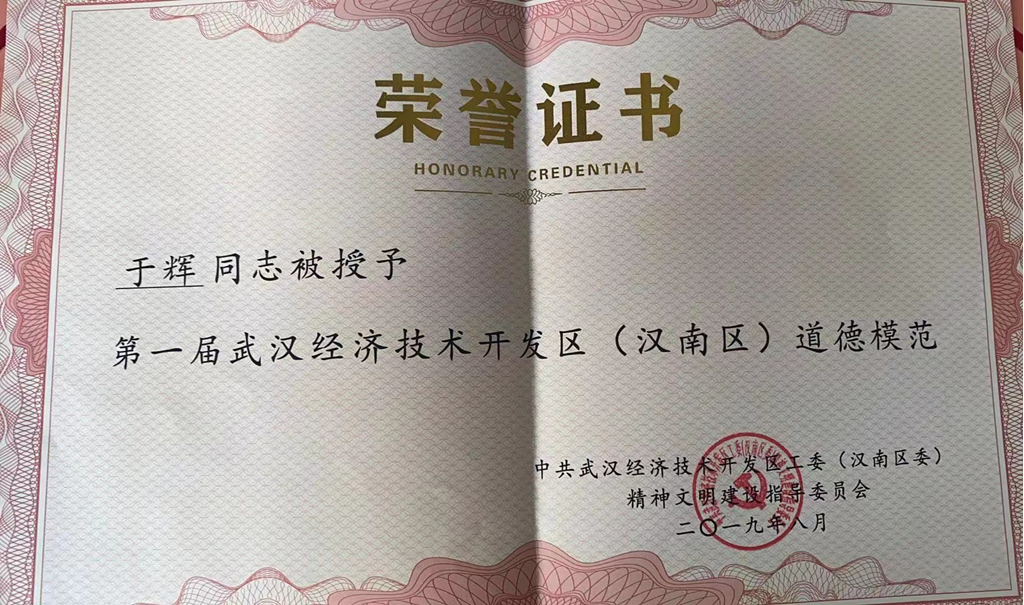 荣誉证书
HONORARY CREDENTIAL
于辉同志被授予
第一届武汉经济技术开发区（汉南区）道德模范
中共武汉经济技术开发区工委（汉南区委）
精神文明建设指导委员会
二〇一九年八月